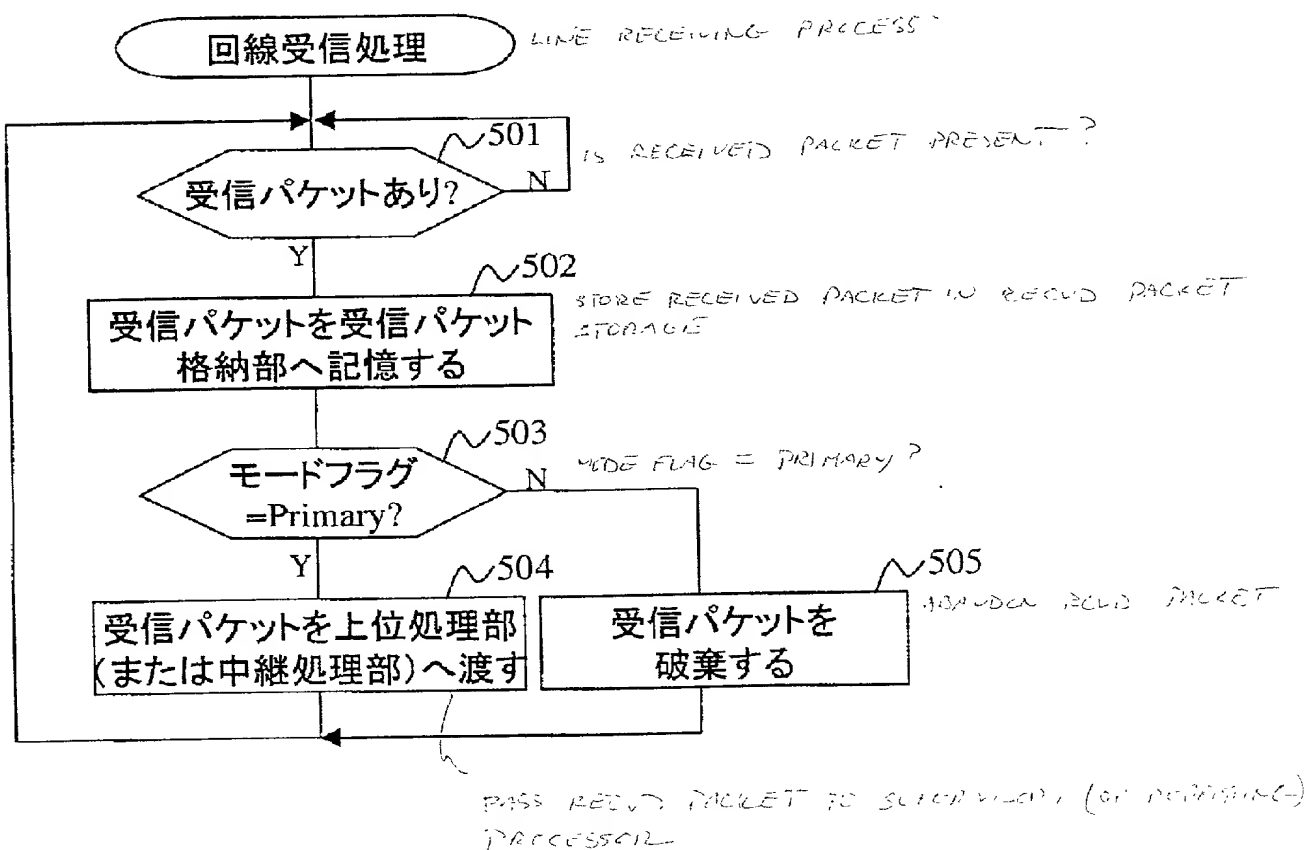 回線受信処理
LINE RECEIVING PROCESS
501
IS RECEIVED PACKET PRESENT?
受信パケットあり?
N
Y
502
STORE RECEIVED PACKET IN RECVD PACKET
STORAGE
受信パケットを受信パケット
格納部へ記憶する
503
MODE FLAG = PRIMARY?
モードフラグ
=Primary?
N
Y
504
505
受信パケットを上位処理部
(または中継処理部)へ渡す
受信パケットを
破棄する
ABANDON RECVD PACKET
PASS RECVD PACKET TO (OR
PROCESSOR